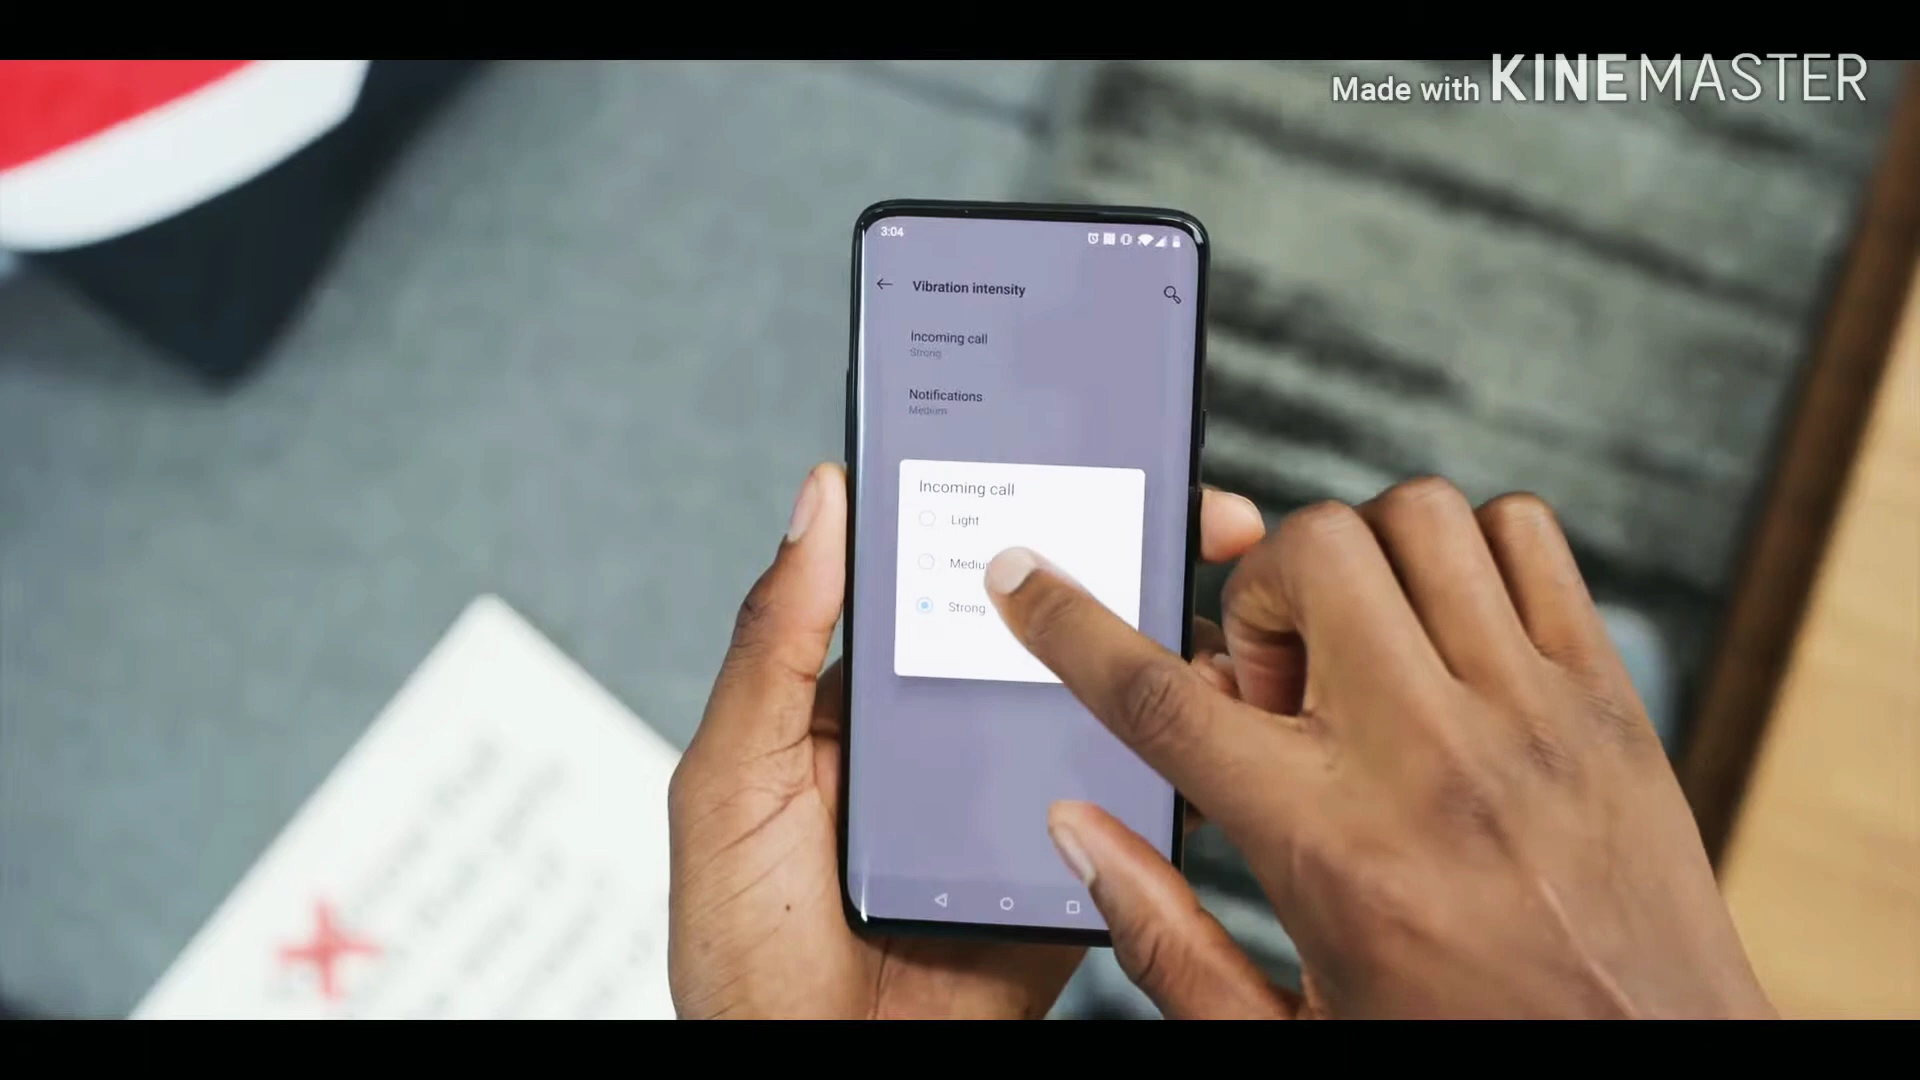 Made with KINEMASTER
3:04
Vibration intensity
Incoming call
Strong
Notifications
Medium
Incoming call
Light
Strong